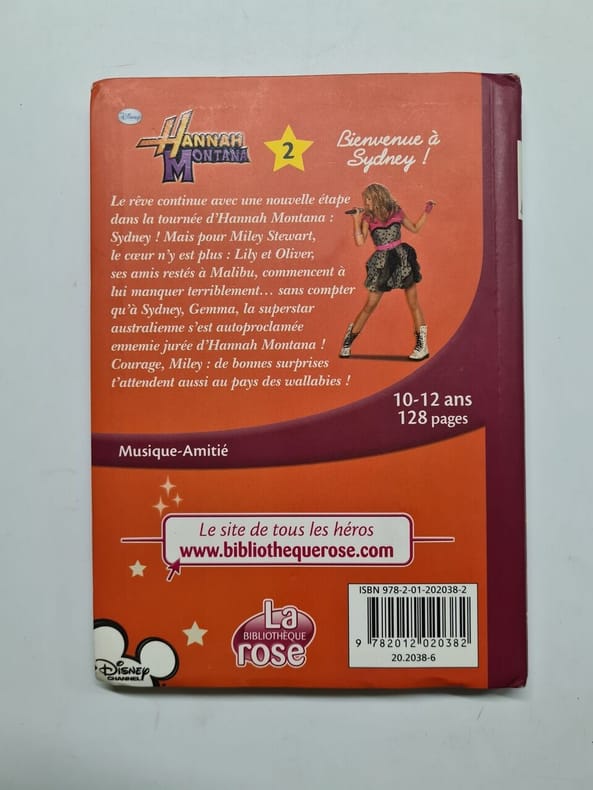 Disney
HANNAH
MONTANA
2
Bienvenue à
Sydney !
Le rêve continue avec une nouvelle étape
dans la tournée d'Hannah Montana :
Sydney ! Mais pour Miley Stewart,
le cœur n'y est plus : Lily et Oliver,
ses amis restés à Malibu, commencent à
lui manquer terriblement... sans compter
qu'à Sydney, Gemma, la superstar
australienne s'est autoproclamée
ennemie jurée d'Hannah Montana !
Courage, Miley : de bonnes surprises
t'attendent aussi au pays des wallabies !
10-12 ans
128 pages
Musique-Amitié
Le site de tous les héros
www.bibliothequerose.com
ISBN 978-2-01-202038-2
9 782012 020382
20.2038-6
La
BIBLIOTHÈQUE
rose
Disney
CHANNEL